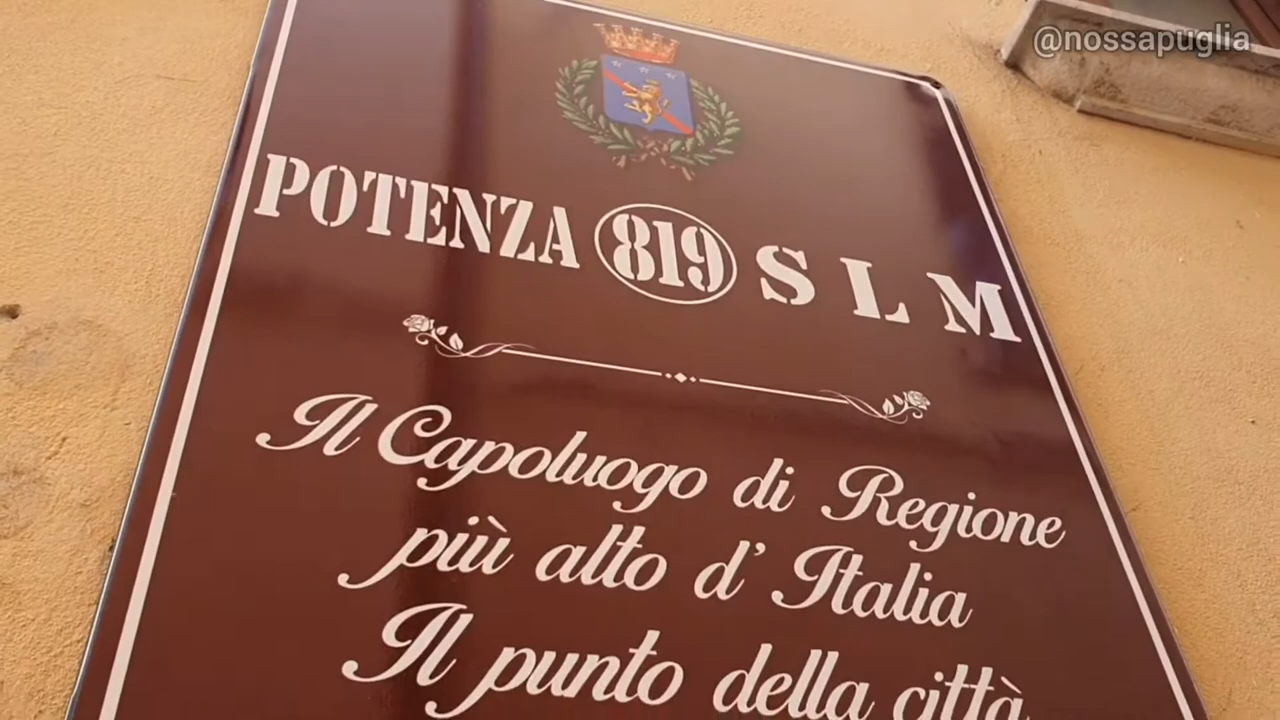 @nossapuglia
POTENZA 819 S L M
Il Capoluogo di Regione
più alto d'Italia
Il punto della città